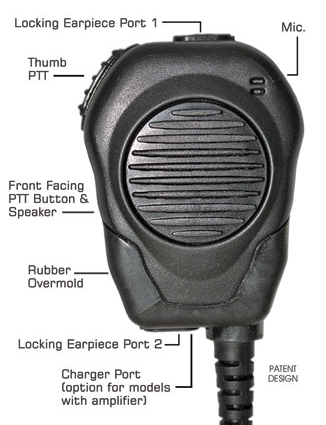 Locking Earpiece Port 1
Mic.
Thumb
PTT
Front Facing
PTT Button &
Speaker
Rubber
Overmold
Locking Earpiece Port 2
Charger Port
(option for models
with amplifier)
PATENT
DESIGN